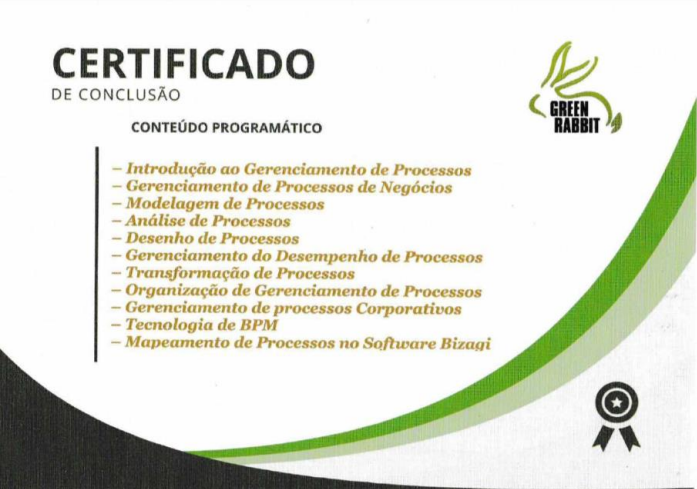 CERTIFICADO
DE CONCLUSÃO
GREEN
RABBIT
CONTEÚDO PROGRAMÁTICO
– Introdução ao Gerenciamento de Processos
– Gerenciamento de Processos de Negócios
– Modelagem de Processos
– Análise de Processos
– Desenho de Processos
– Gerenciamento do Desempenho de Processos
– Transformação de Processos
– Organização de Gerenciamento de Processos
– Gerenciamento de processos Corporativos
– Tecnologia de BPM
– Mapeamento de Processos no Software Bizagi